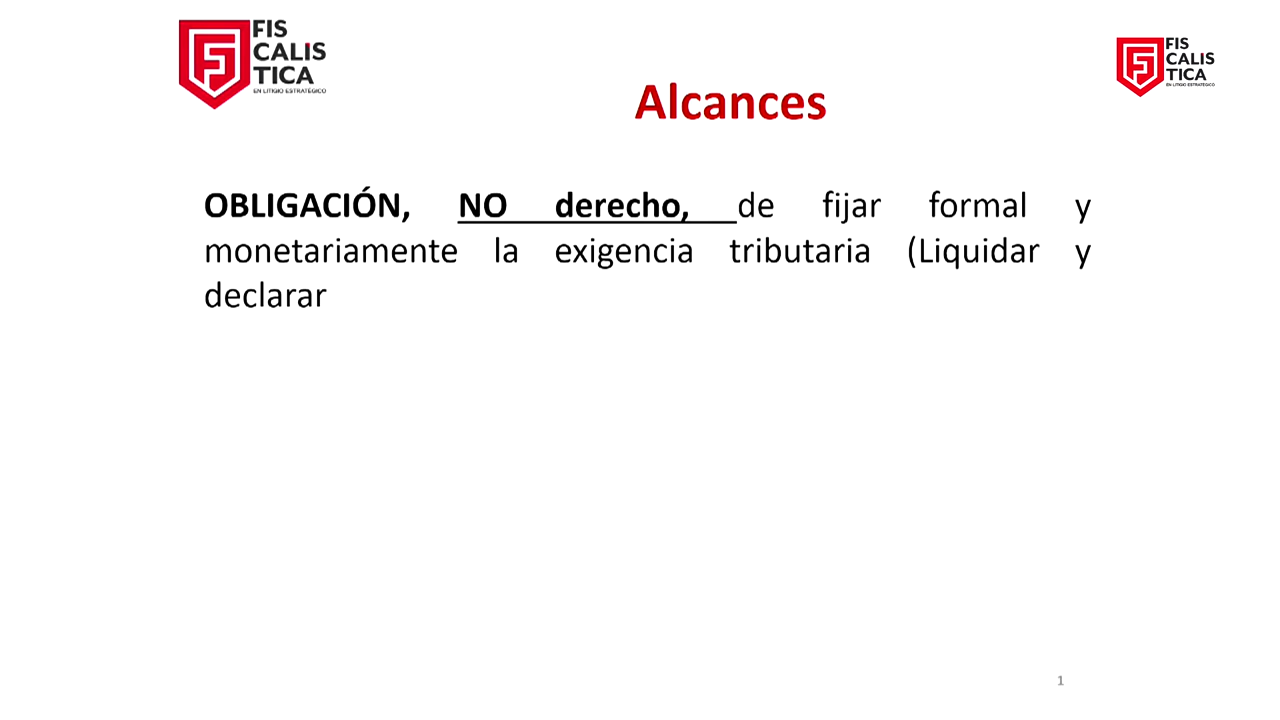 FIS
CALIS
TICA
EN LITIGIO ESTRATÉGICO
FIS
CALIS
TICA
EN LITIGIO ESTRATÉGICO
Alcances
OBLIGACIÓN, NO derecho, de fijar formal y
monetariamente la exigencia tributaria (Liquidar y
declarar
1